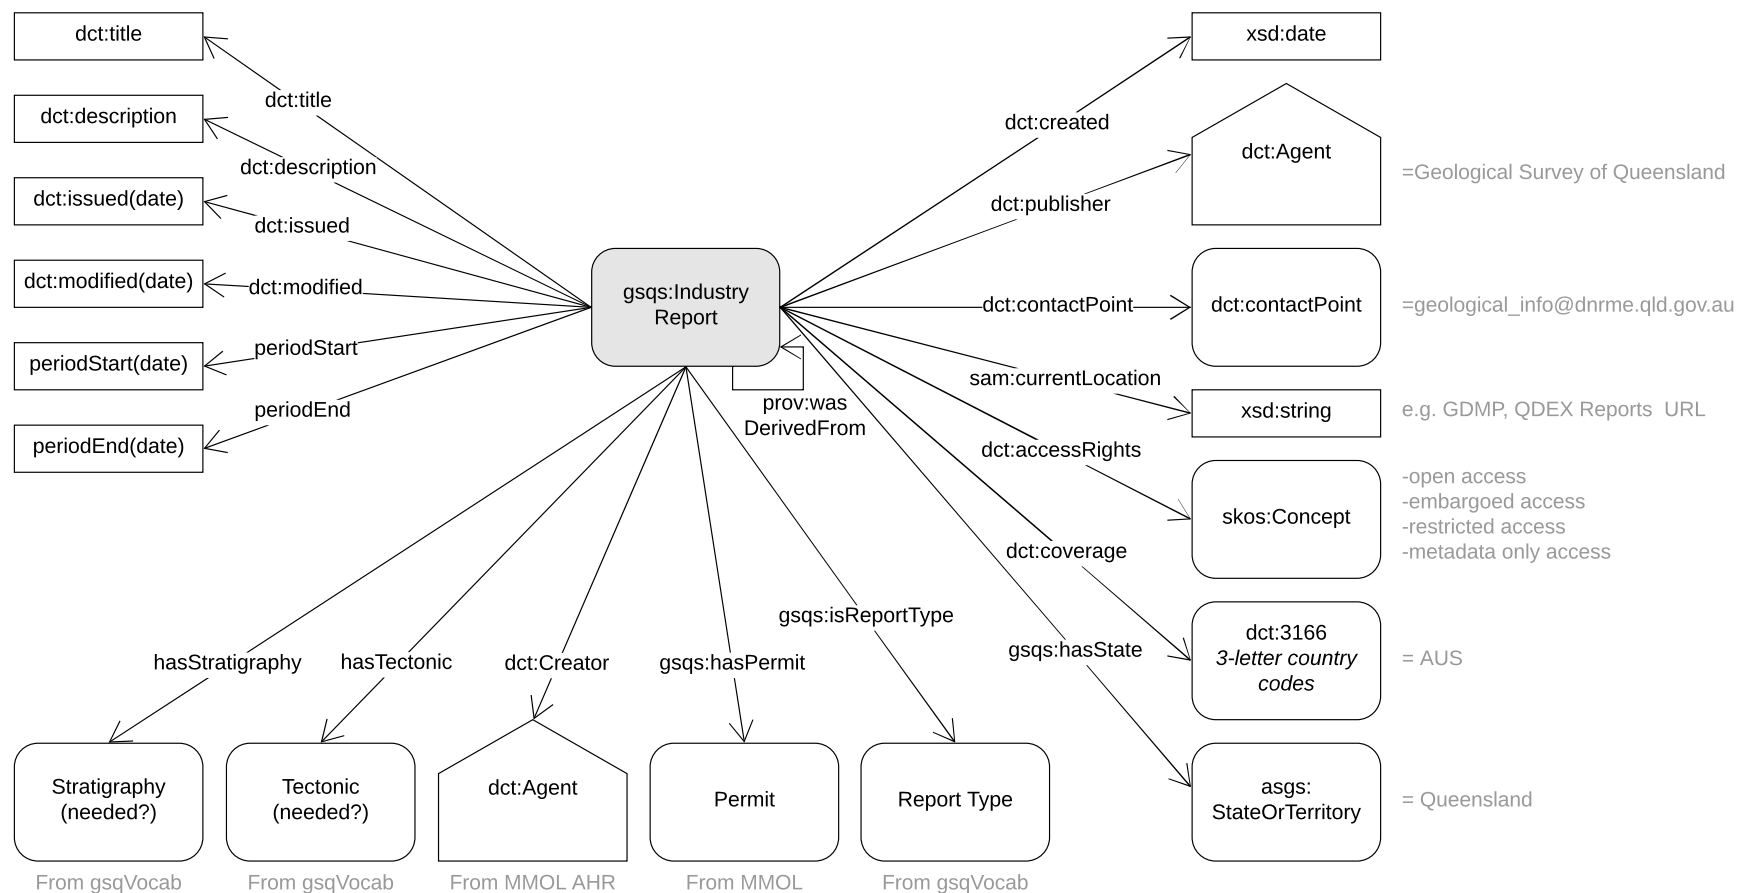 dct:title
dct:description
dct:issued(date)
dct:modified(date)
periodStart(date)
periodEnd(date)
dct:title
dct:description
dct:issued
dct:modified
periodStart
periodEnd
gsqs:Industry
Report
prov:was
DerivedFrom
dct:created
dct:publisher
dct:contactPoint
sam:currentLocation
dct:accessRights
dct:coverage
gsqs:hasState
xsd:date
dct:Agent
=Geological Survey of Queensland
dct:contactPoint
=geological_info@dnrme.qld.gov.au
xsd:string
e.g. GDMP, QDEX Reports  URL
skos:Concept
-open access
-embargoed access
-restricted access
-metadata only access
dct:3166
3-letter country
codes
= AUS
asgs:
StateOrTerritory
= Queensland
hasStratigraphy
hasTectonic
dct:Creator
gsqs:hasPermit
gsqs:isReportType
Stratigraphy
(needed?)
From gsqVocab
Tectonic
(needed?)
From gsqVocab
dct:Agent
From MMOL AHR
Permit
From MMOL
Report Type
From gsqVocab